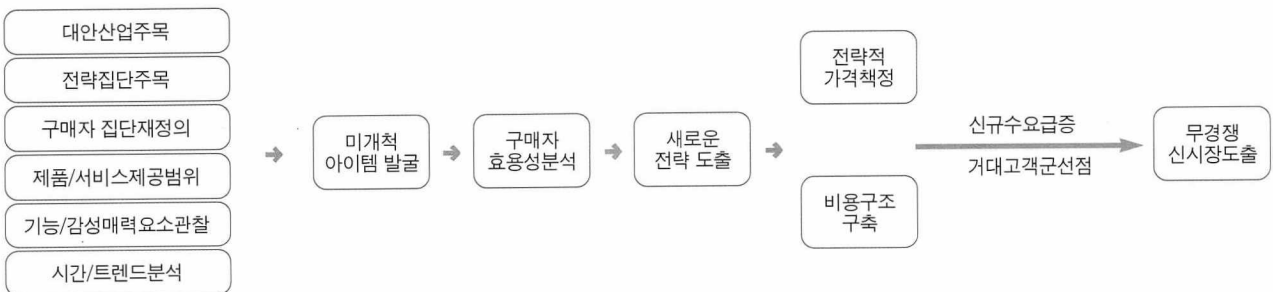 대안산업주목
전략집단주목
구매자 집단재정의
제품/서비스제공범위
기능/감성매력요소관찰
시간/트렌드분석
미개척
아이템 발굴
구매자
효용성분석
새로운
전략 도출
전략적
가격책정
비용구조
구축
신규수요급증
거대고객군선점
무경쟁
신시장도출